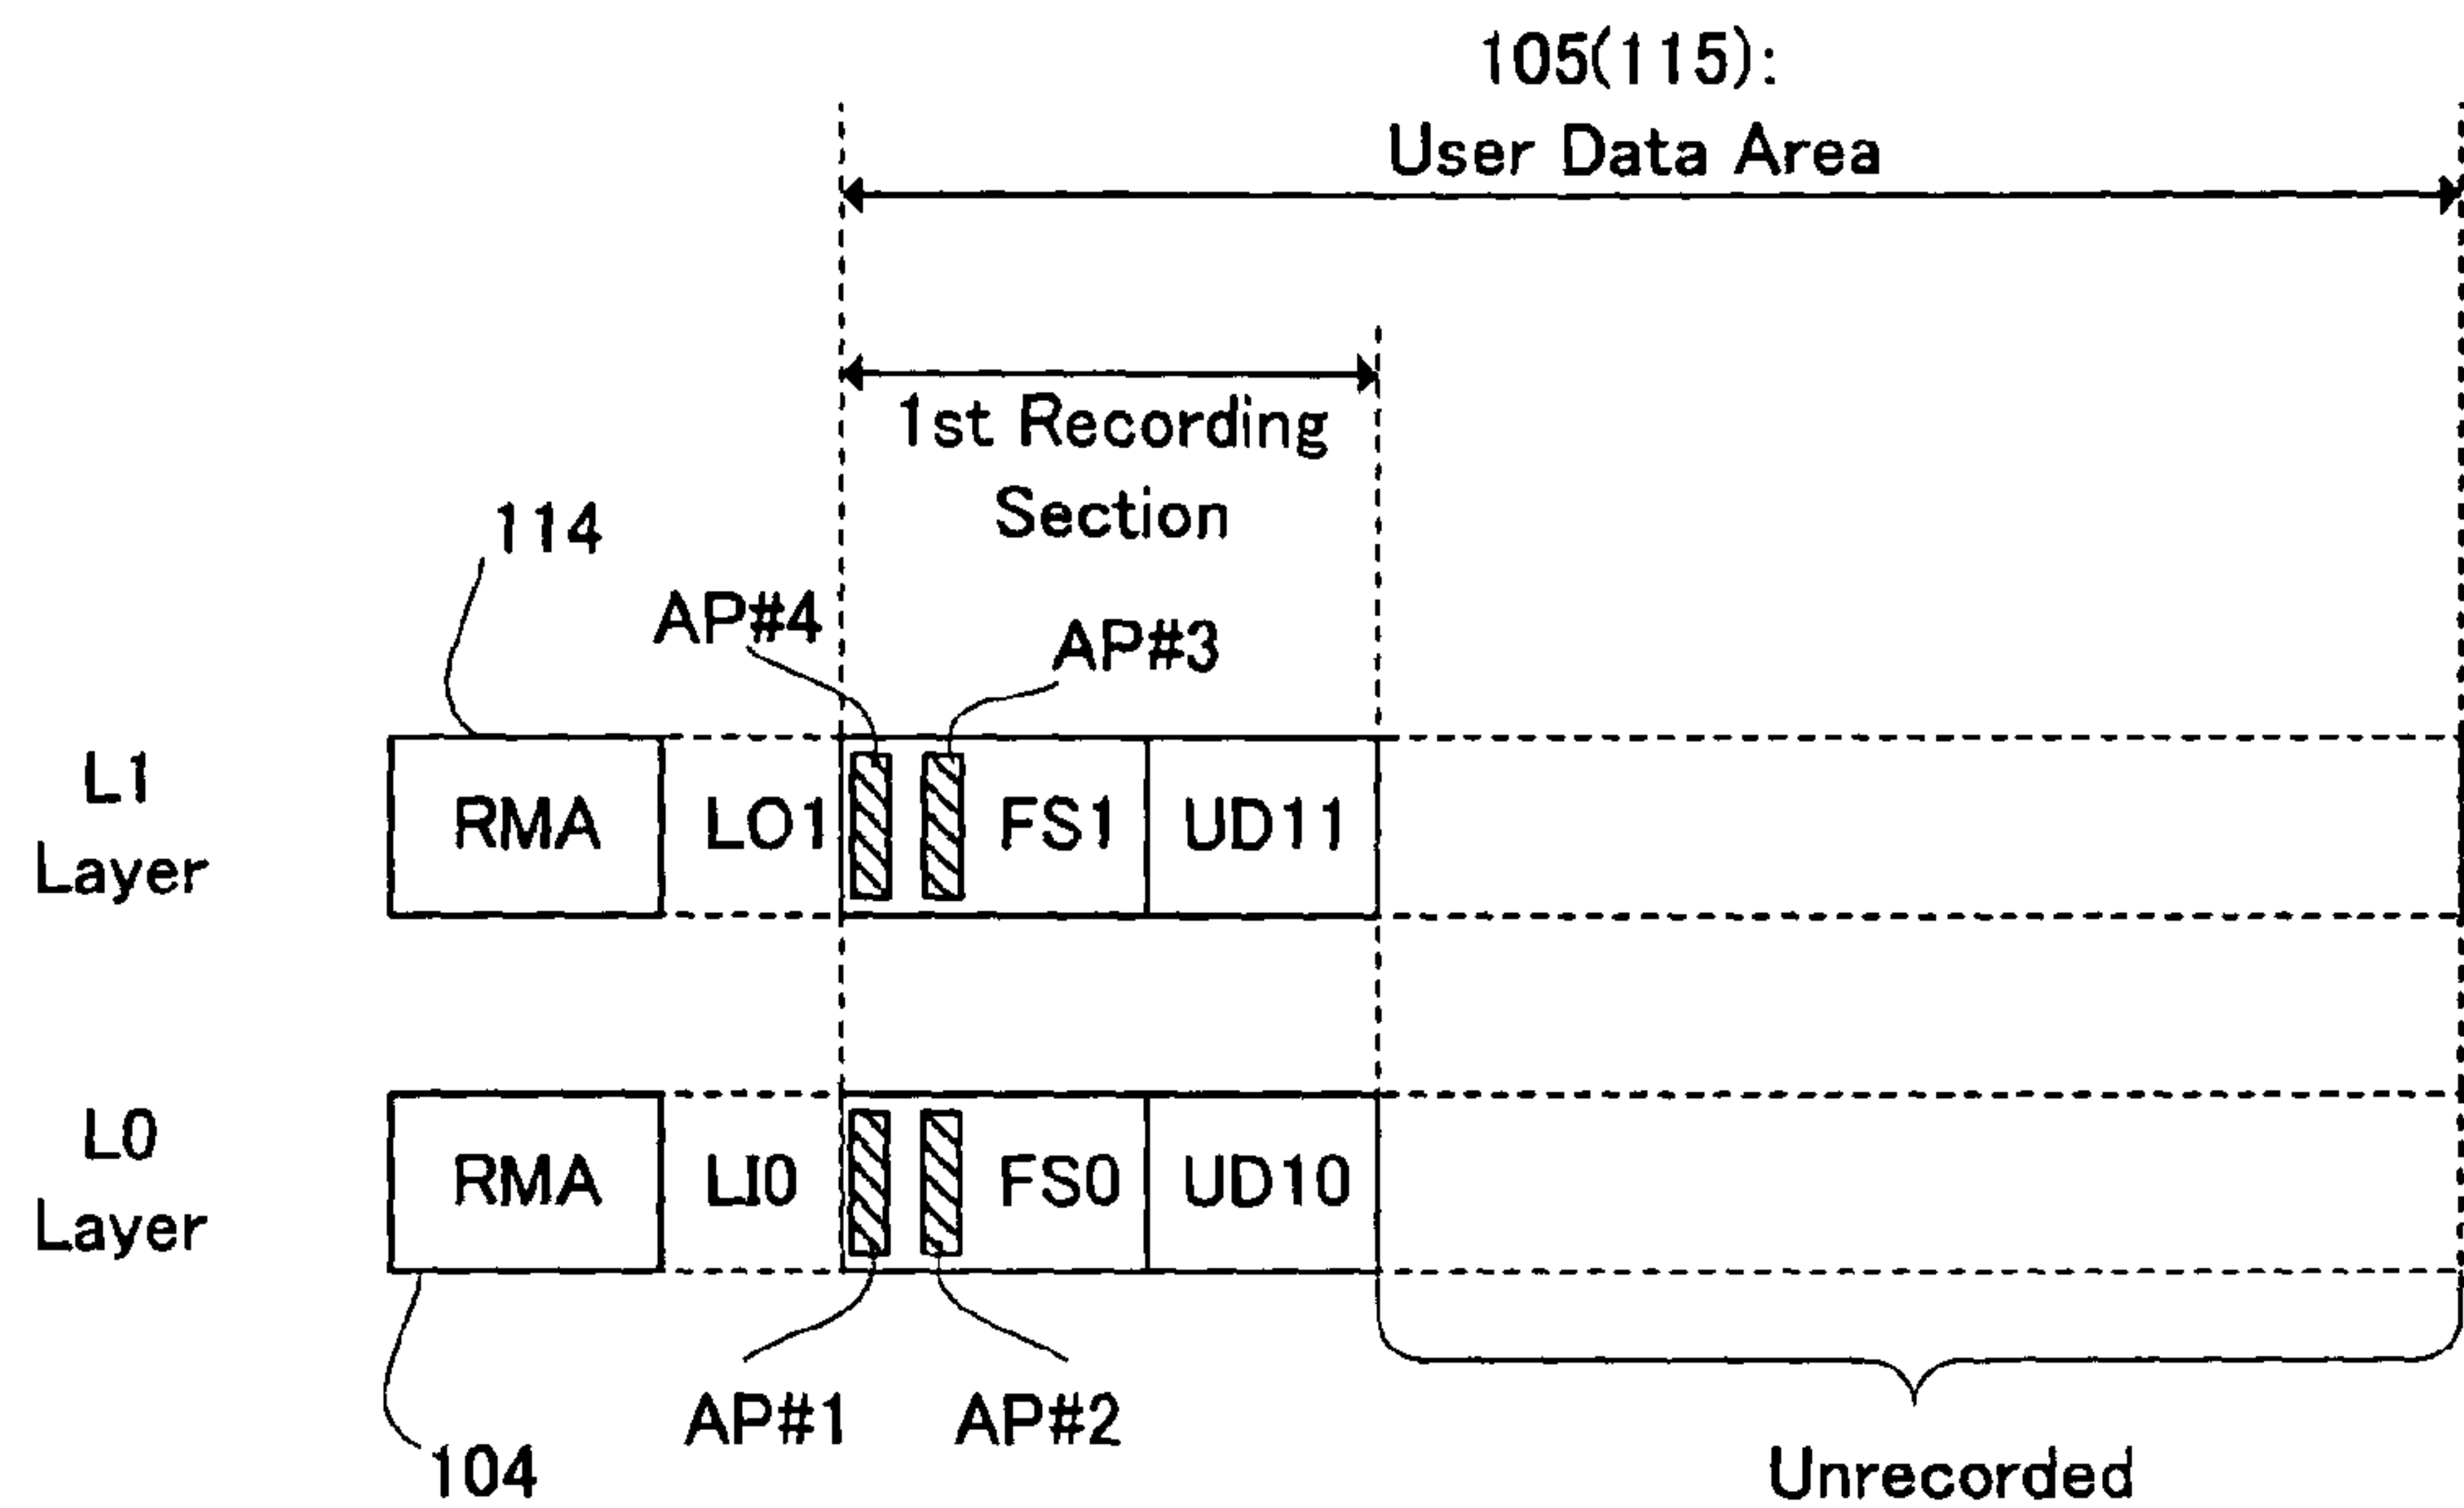 105(115):
User Data Area
1st Recording
Section
114
AP#4
AP#3
L1
Layer
RMA
LO1
FS1
UD11
L0
Layer
RMA
LI0
FS0
UD10
AP#1
AP#2
104
Unrecorded